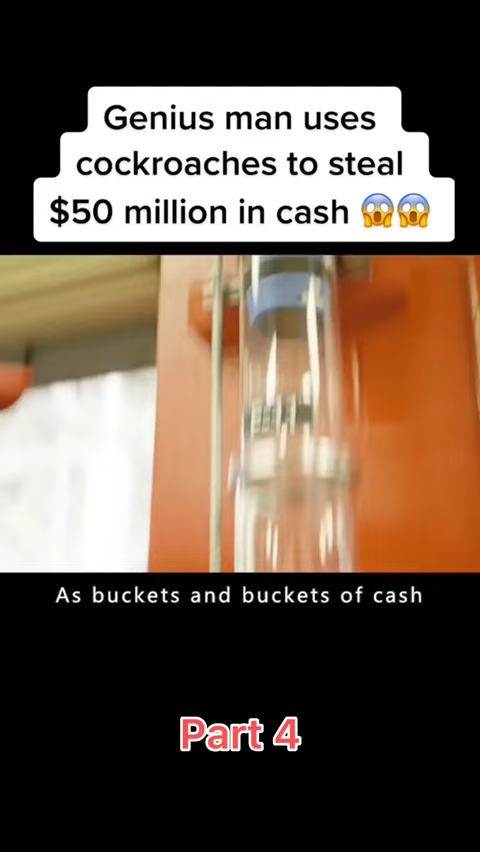 Genius man uses
cockroaches to steal
$50 million in cash 😱😱
As buckets and buckets of cash
Part 4